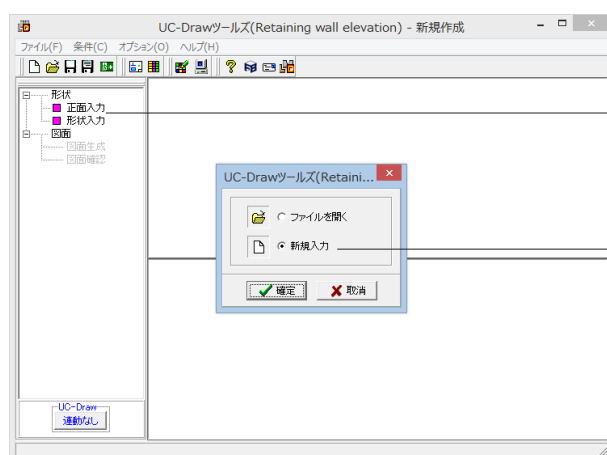 UC-Drawツールズ(Retaining wall elevation) - 新規作成
ファイル(F) 条件(C) オプション(O) ヘルプ(H)
形状
正面入力
形状入力
図面
図面生成
図面確認
UC-Drawツールズ(Retaini...
ファイルを開く
新規入力
確定
取消
UC-Draw
連動なし